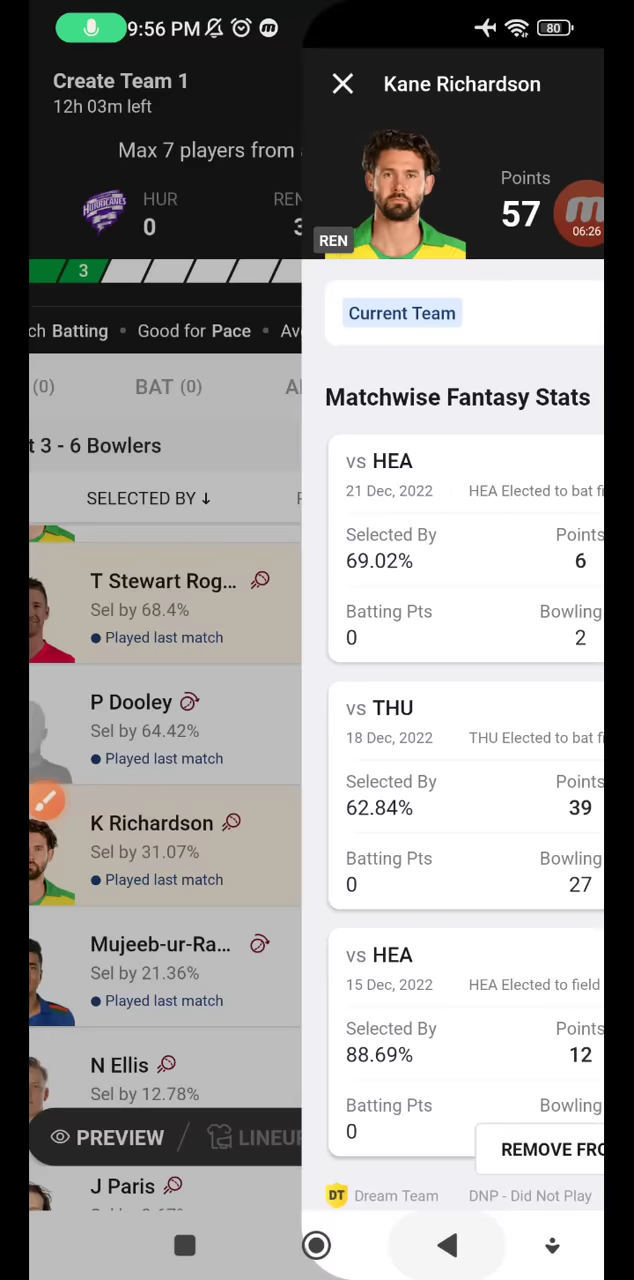 9:56 PM
80
Create Team 1
12h 03m left
Kane Richardson
Max 7 players from
HURRICANES
HUR
0
REN
3
REN
Points
57
06:26
3
ch Batting • Good for Pace •
Current Team
(0)
BAT (0)
Matchwise Fantasy Stats
t 3 - 6 Bowlers
SELECTED BY ↓
vs HEA
21 Dec, 2022
HEA Elected to bat
Selected By
69.02%
Points
6
Batting Pts
0
Bowling
2
T Stewart Rog...
Sel by 68.4%
Played last match
P Dooley
Sel by 64.42%
Played last match
vs THU
18 Dec, 2022
THU Elected to bat
Selected By
62.84%
Points
39
Batting Pts
0
Bowling
27
K Richardson
Sel by 31.07%
Played last match
Mujeeb-ur-Ra...
Sel by 21.36%
Played last match
vs HEA
15 Dec, 2022
HEA Elected to field
Selected By
88.69%
Points
12
Batting Pts
0
Bowling
N Ellis
Sel by 12.78%
PREVIEW
LINEU
REMOVE FRO
J Paris
DT Dream Team
DNP - Did Not Play